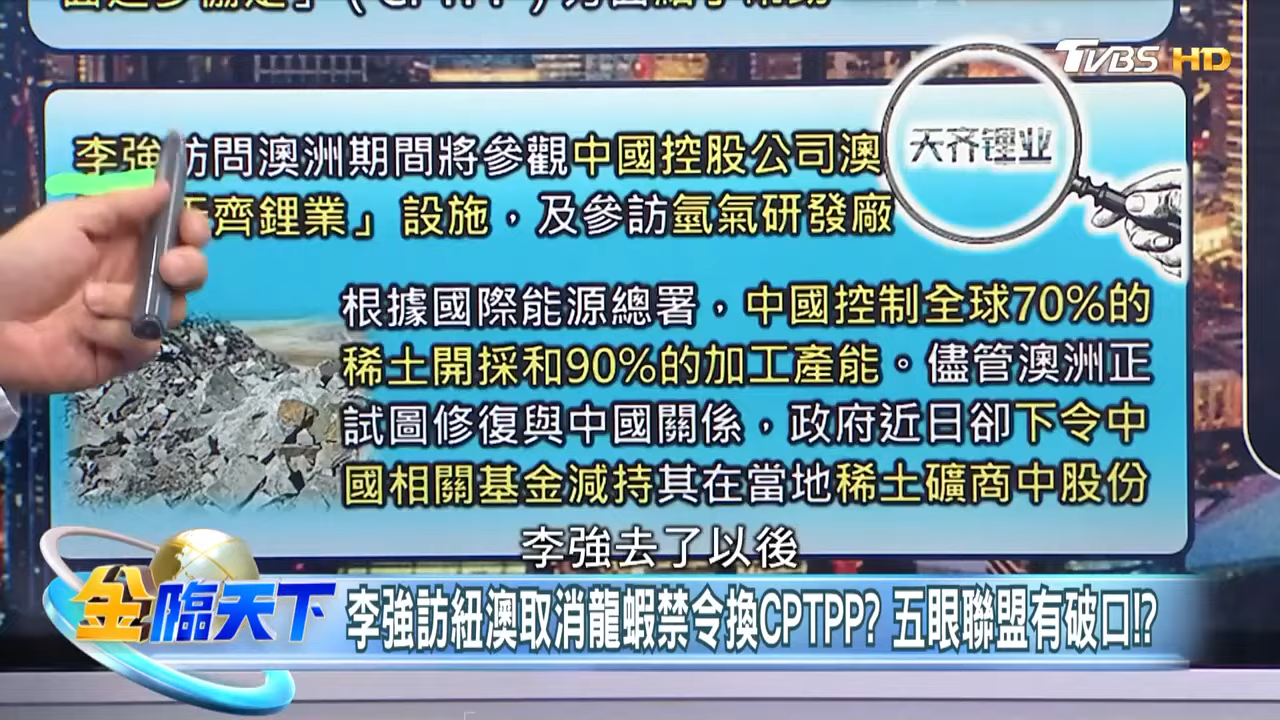 TVBS HD
天齐锂业
李強訪問澳洲期間將參觀中國控股公司澳
齊鋰業」設施，及參訪氫氣研發廠
根據國際能源總署，中國控制全球70%的
稀土開採和90%的加工產能。儘管澳洲正
試圖修復與中國關係，政府近日卻下令中
國相關基金減持其在當地稀土礦商中股份
李強去了以後
金臨天下
李強訪紐澳取消龍蝦禁令換CPTPP? 五眼聯盟有破口!?